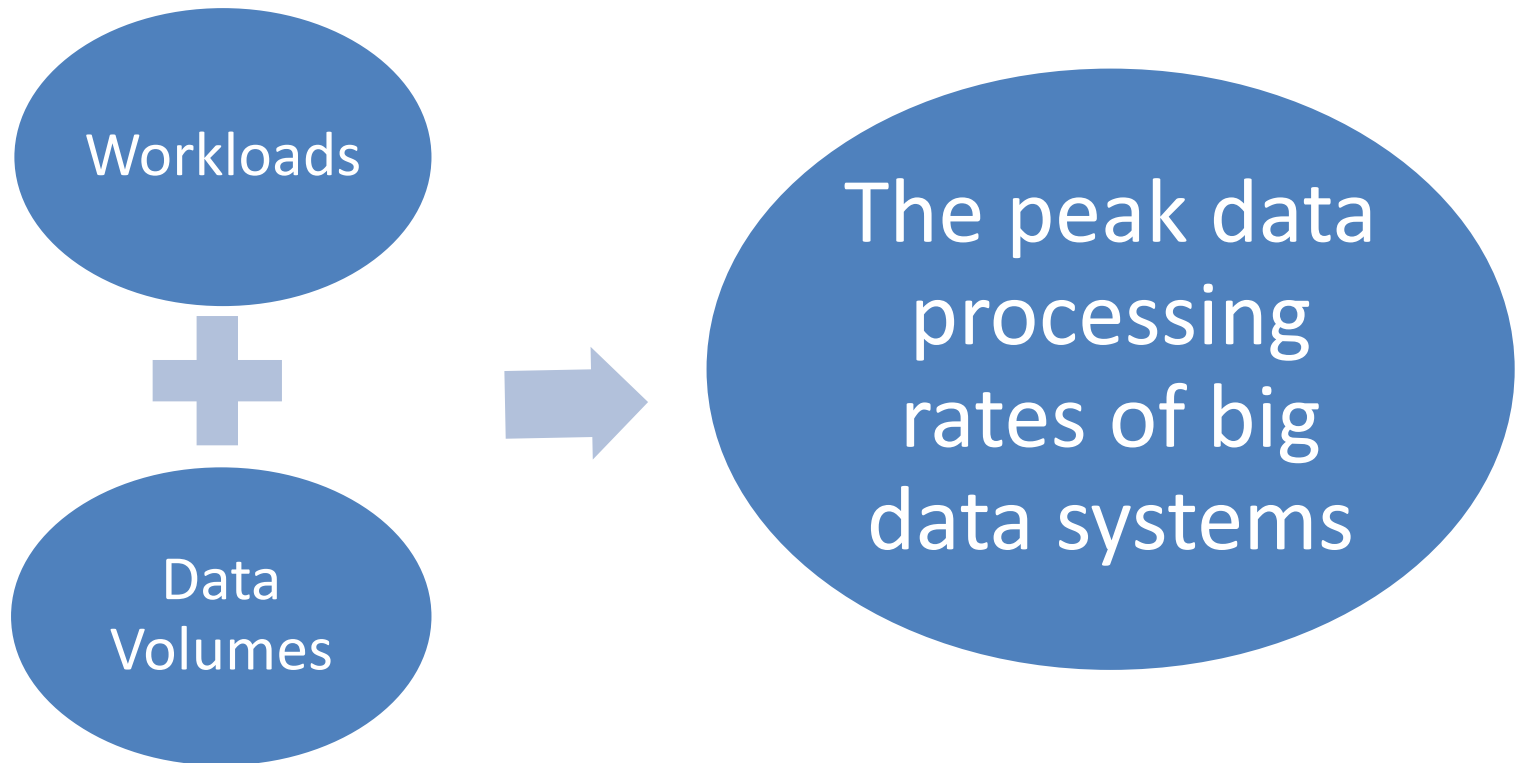 Workloads
Data
Volumes
The peak data
processing
rates of big
data systems